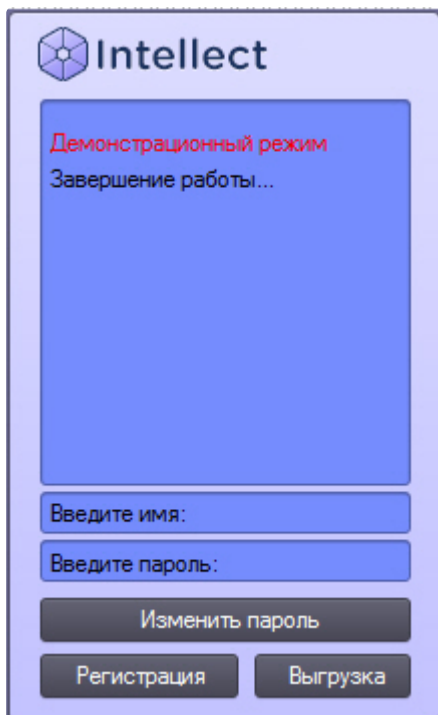 Intellect
Демонстрационный режим
Завершение работы...
Введите имя:
Введите пароль:
Изменить пароль
Регистрация
Выгрузка